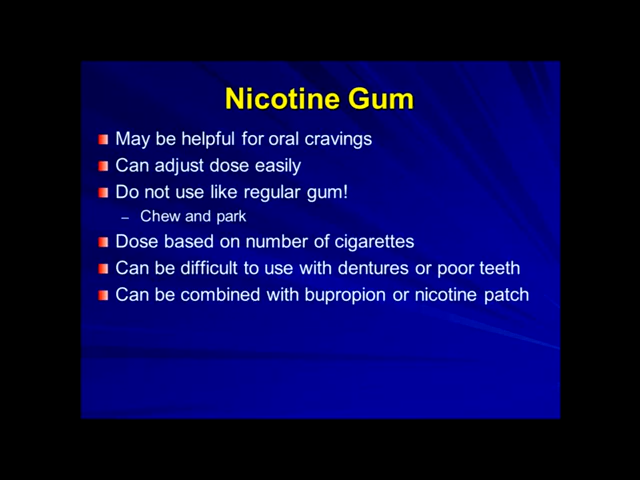 Nicotine Gum
May be helpful for oral cravings
Can adjust dose easily
Do not use like regular gum!
– Chew and park
Dose based on number of cigarettes
Can be difficult to use with dentures or poor teeth
Can be combined with bupropion or nicotine patch